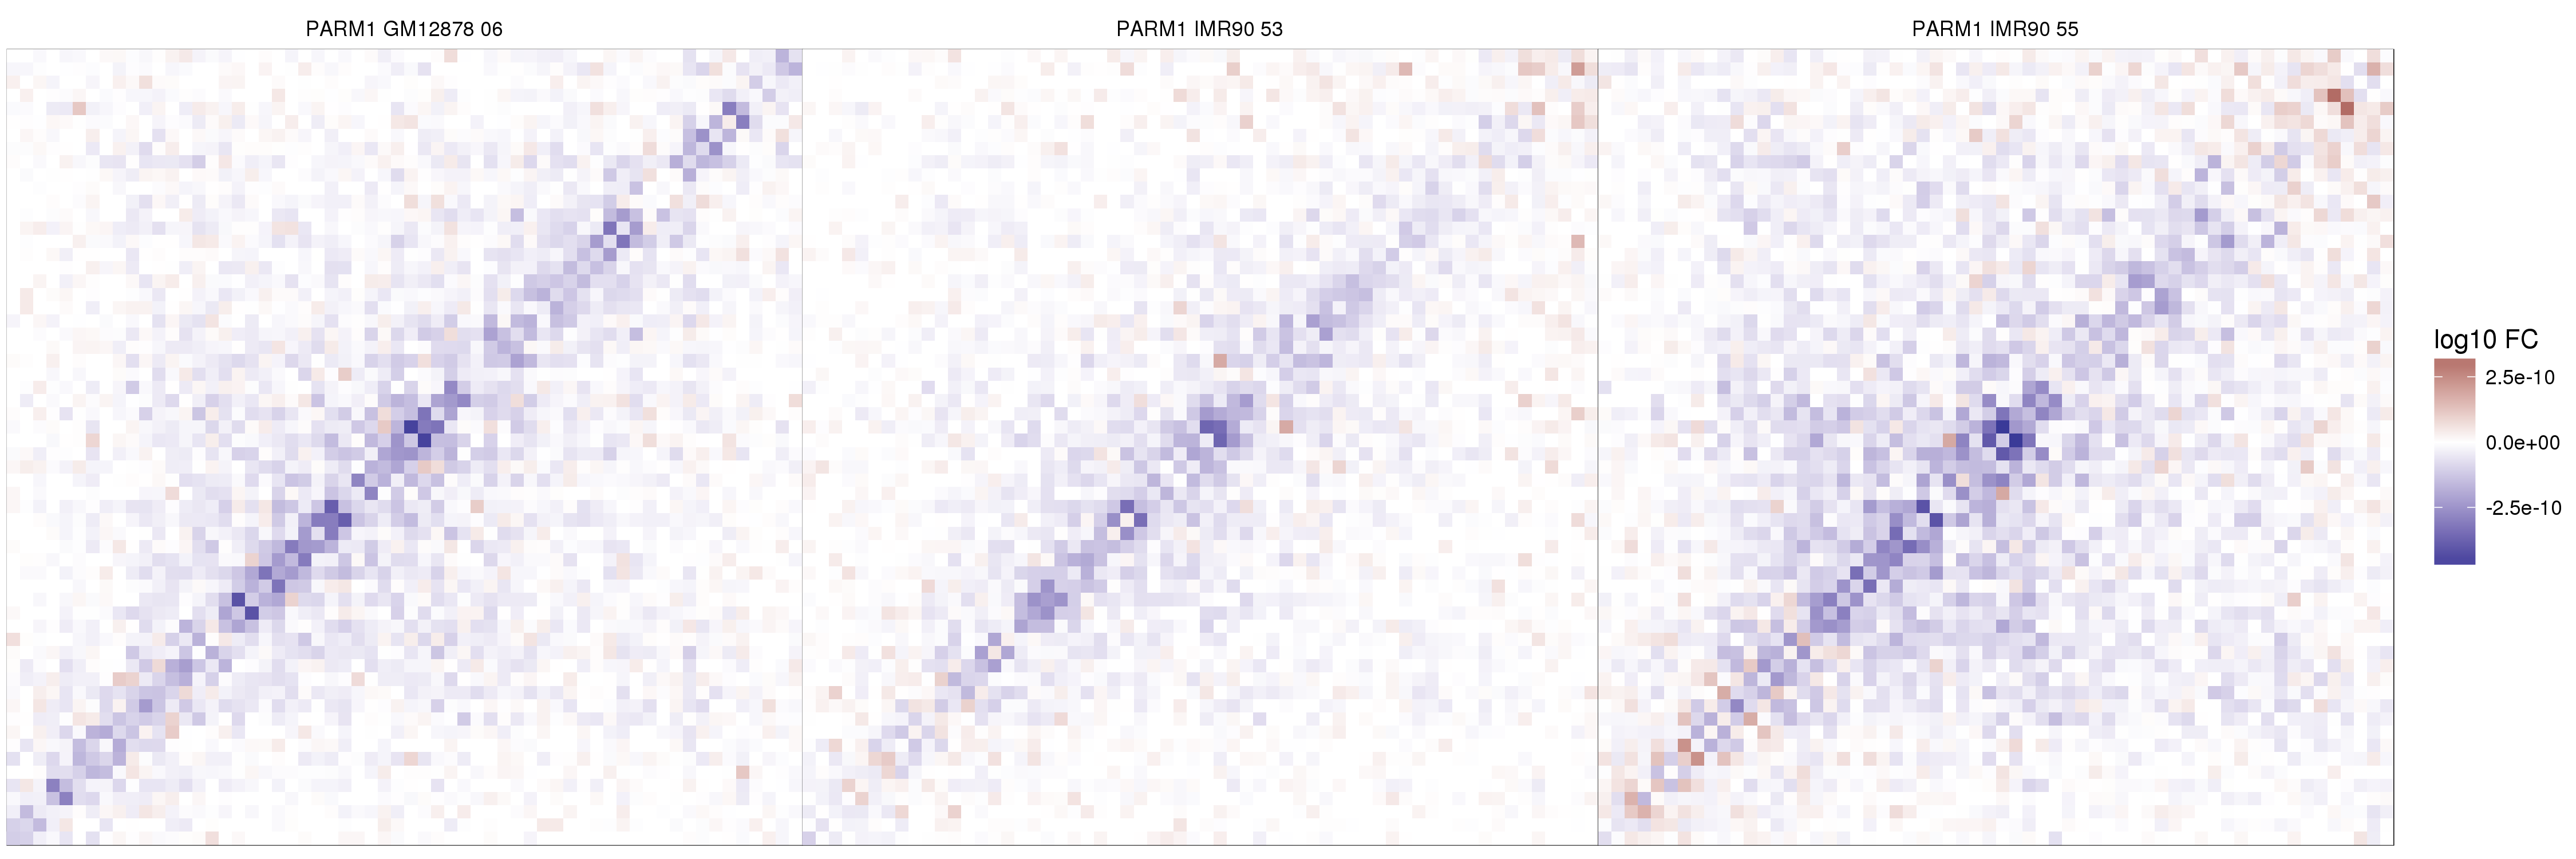 PARM1 GM12878 06
PARM1 IMR90 53
PARM1 IMR90 55
log10 FC
2.5e-10
0.0e+00
-2.5e-10